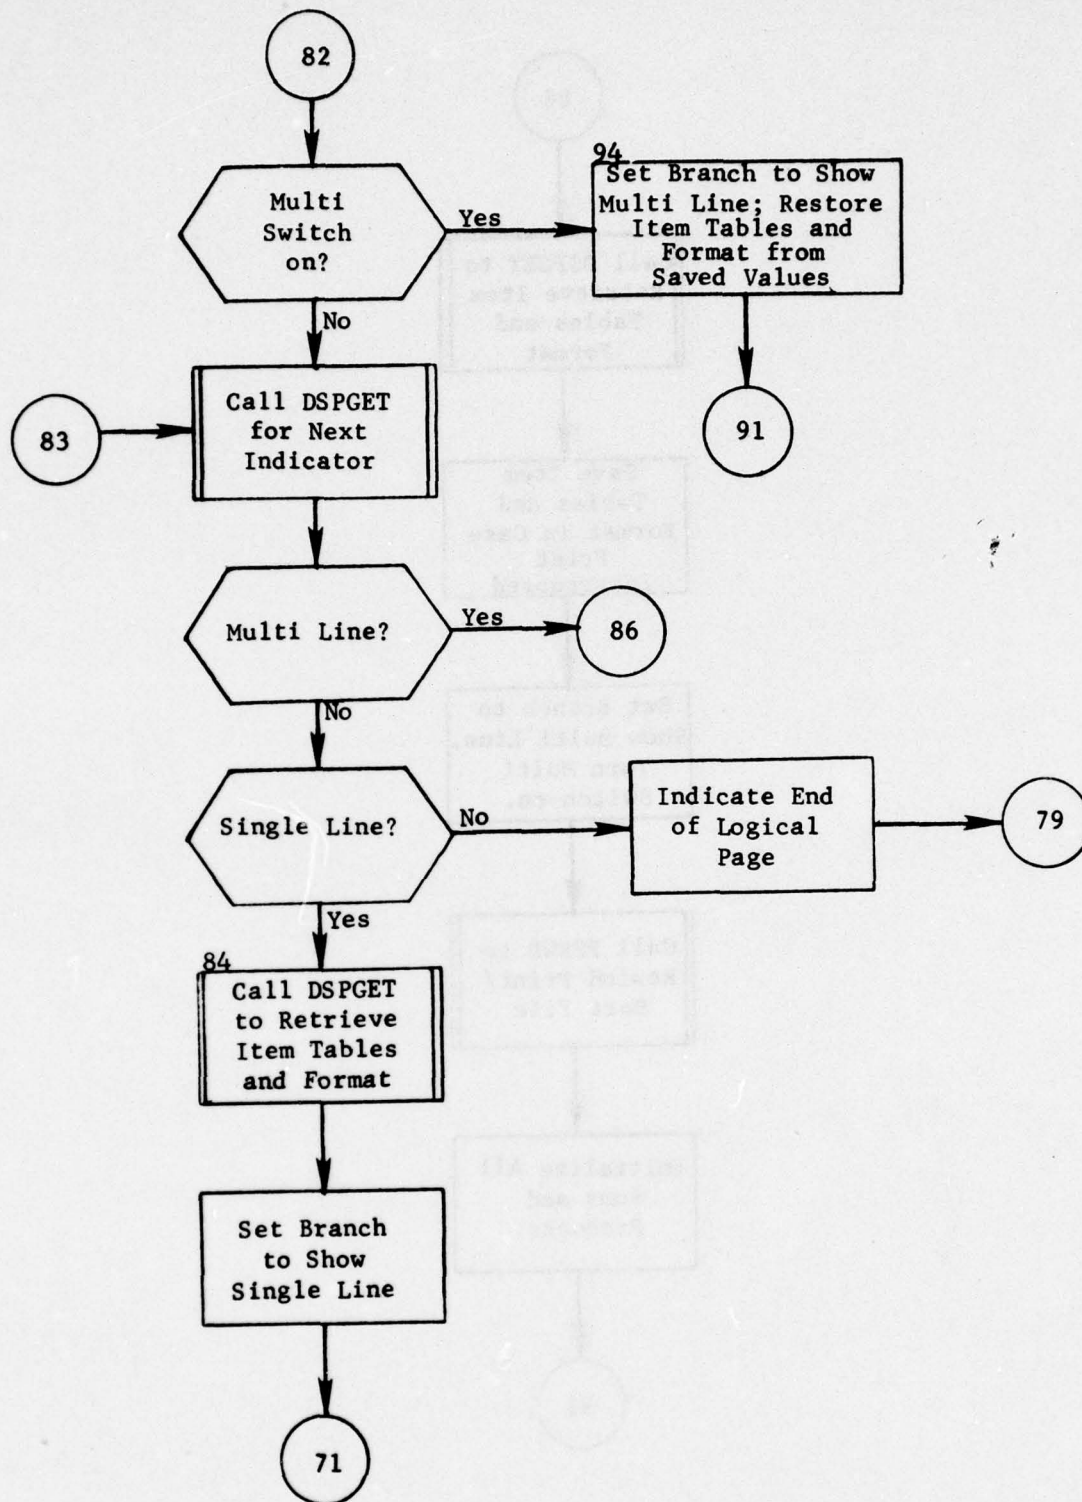 82
Multi
Switch
on?
Yes
94
Set Branch to Show
Multi Line; Restore
Item Tables and
Format from
Saved Values
No
83
Call DSPGET
for Next
Indicator
91
Multi Line?
Yes
86
No
Single Line?
No
Indicate End
of Logical
Page
79
Yes
84
Call DSPGET
to Retrieve
Item Tables
and Format
Set Branch
to Show
Single Line
71